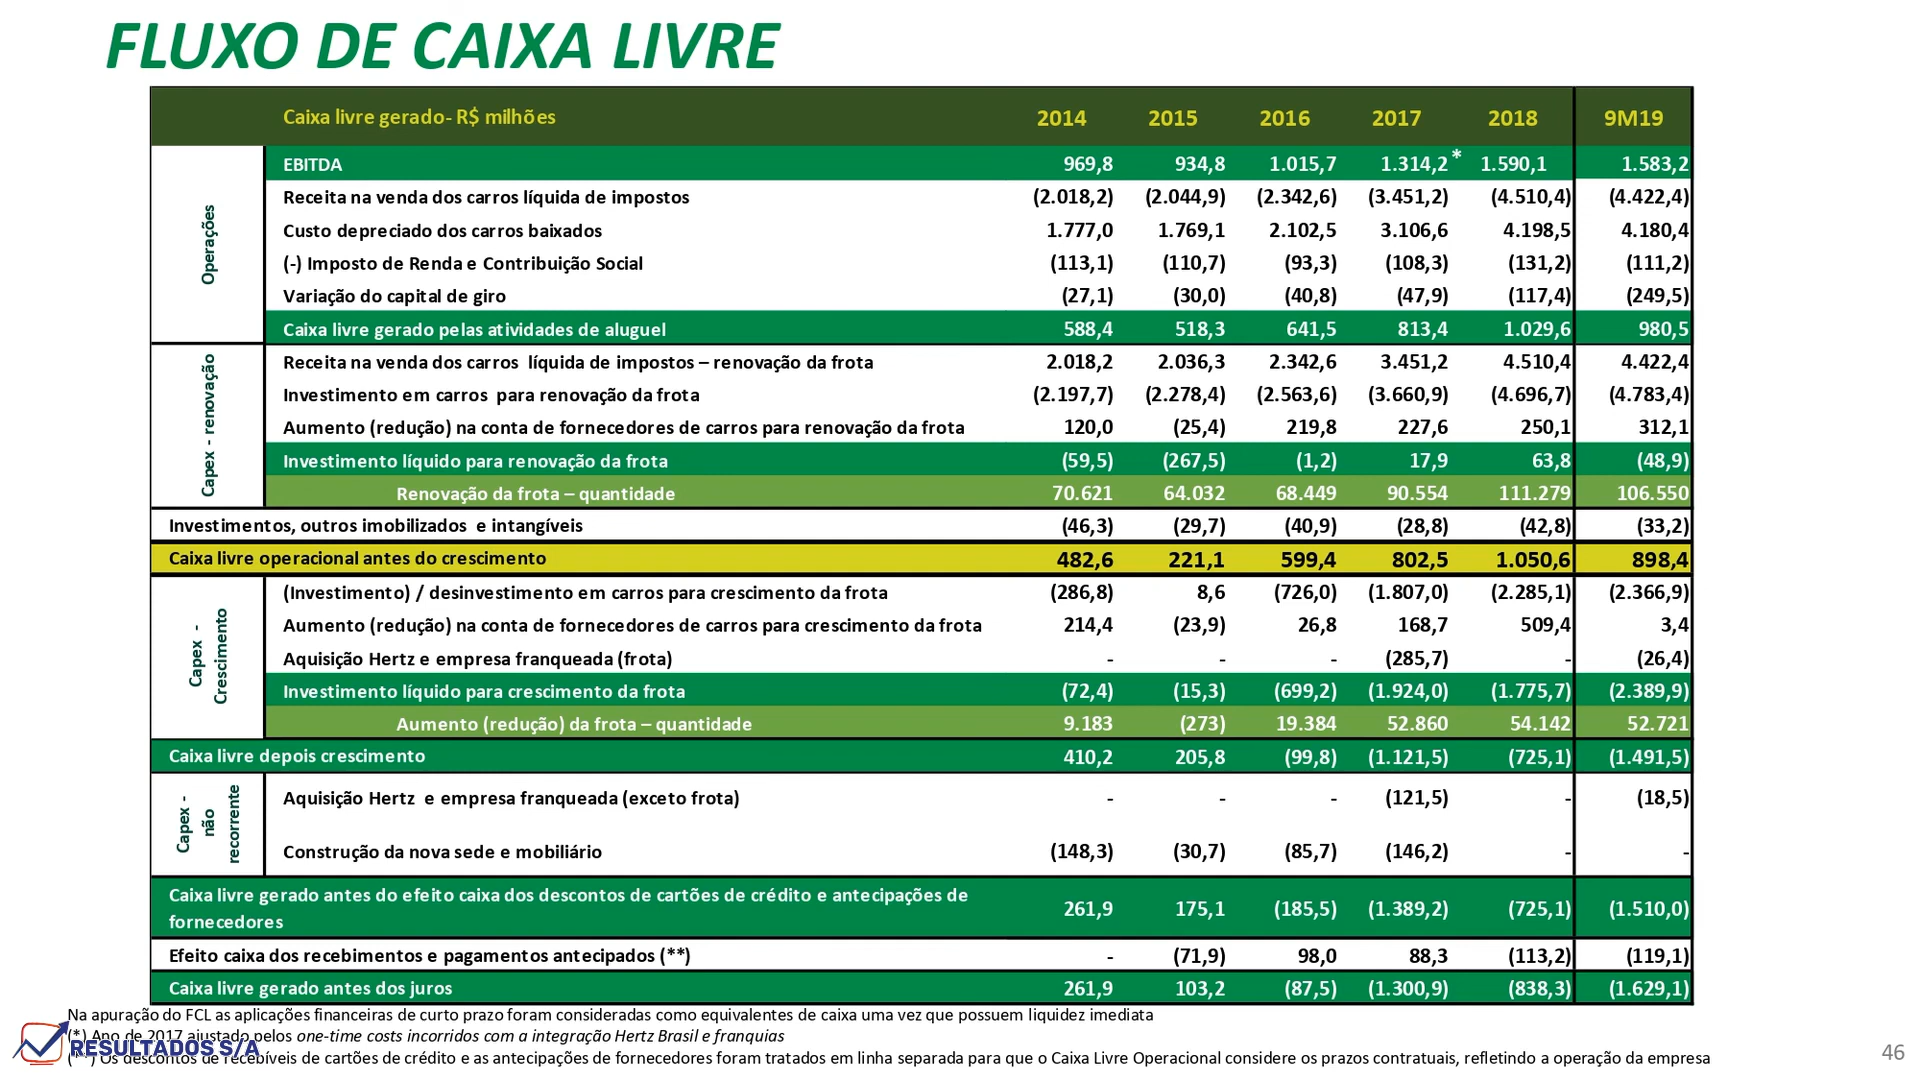 FLUXO DE CAIXA LIVRE
Caixa livre gerado- R$ milhões 2014 2015 2016 2017 2018 9M19
Operações
EBITDA 969,8 934,8 1.015,7 1.314,2 * 1.590,1 1.583,2
Receita na venda dos carros líquida de impostos (2.018,2) (2.044,9) (2.342,6) (3.451,2) (4.510,4) (4.422,4)
Custo depreciado dos carros baixados 1.777,0 1.769,1 2.102,5 3.106,6 4.198,5 4.180,4
(-) Imposto de Renda e Contribuição Social (113,1) (110,7) (93,3) (108,3) (131,2) (111,2)
Variação do capital de giro (27,1) (30,0) (40,8) (47,9) (117,4) (249,5)
Caixa livre gerado pelas atividades de aluguel 588,4 518,3 641,5 813,4 1.029,6 980,5
Capex - renovação
Receita na venda dos carros líquida de impostos – renovação da frota 2.018,2 2.036,3 2.342,6 3.451,2 4.510,4 4.422,4
Investimento em carros para renovação da frota (2.197,7) (2.278,4) (2.563,6) (3.660,9) (4.696,7) (4.783,4)
Aumento (redução) na conta de fornecedores de carros para renovação da frota 120,0 (25,4) 219,8 227,6 250,1 312,1
Investimento líquido para renovação da frota (59,5) (267,5) (1,2) 17,9 63,8 (48,9)
Renovação da frota – quantidade 70.621 64.032 68.449 90.554 111.279 106.550
Investimentos, outros imobilizados e intangíveis (46,3) (29,7) (40,9) (28,8) (42,8) (33,2)
Caixa livre operacional antes do crescimento 482,6 221,1 599,4 802,5 1.050,6 898,4
Capex -
Crescimento
(Investimento) / desinvestimento em carros para crescimento da frota (286,8) 8,6 (726,0) (1.807,0) (2.285,1) (2.366,9)
Aumento (redução) na conta de fornecedores de carros para crescimento da frota 214,4 (23,9) 26,8 168,7 509,4 3,4
Aquisição Hertz e empresa franqueada (frota) - - - (285,7) - (26,4)
Investimento líquido para crescimento da frota (72,4) (15,3) (699,2) (1.924,0) (1.775,7) (2.389,9)
Aumento (redução) da frota – quantidade 9.183 (273) 19.384 52.860 54.142 52.721
Caixa livre depois crescimento 410,2 205,8 (99,8) (1.121,5) (725,1) (1.491,5)
Capex -
não
recorrente
Aquisição Hertz e empresa franqueada (exceto frota) - - - (121,5) - (18,5)
Construção da nova sede e mobiliário (148,3) (30,7) (85,7) (146,2) - -
Caixa livre gerado antes do efeito caixa dos descontos de cartões de crédito e antecipações de
fornecedores 261,9 175,1 (185,5) (1.389,2) (725,1) (1.510,0)
Efeito caixa dos recebimentos e pagamentos antecipados (**) - (71,9) 98,0 88,3 (113,2) (119,1)
Caixa livre gerado antes dos juros 261,9 103,2 (87,5) (1.300,9) (838,3) (1.629,1)
Na apuração do FCL as aplicações financeiras de curto prazo foram consideradas como equivalentes de caixa uma vez que possuem liquidez imediata
(*) Ano de 2017 ajustado pelos one-time costs incorridos com a integração Hertz Brasil e franquias
RESULTADOS S/A
(**) Os descontos de recebíveis de cartões de crédito e as antecipações de fornecedores foram tratados em linha separada para que o Caixa Livre Operacional considere os prazos contratuais, refletindo a operação da empresa
46